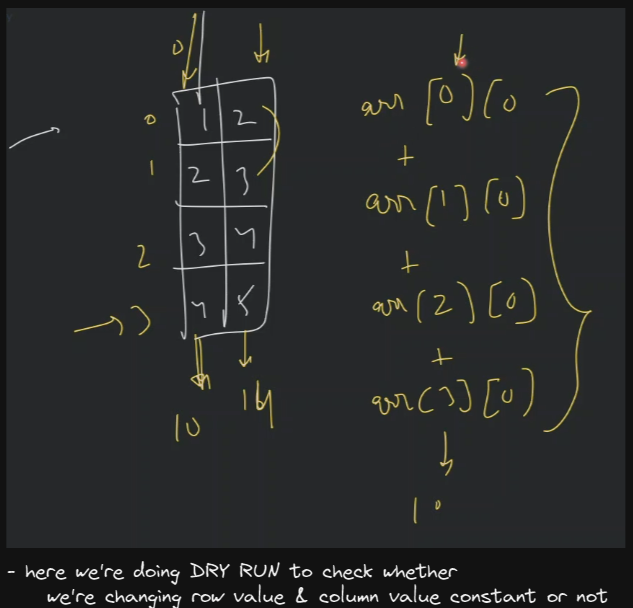 0
0 1 2
1 2 3
2 3 4
3 4 5
10 14
arr [0][0
+
arr [1][0]
+
arr [2][0]
+
arr [3][0]
10
- here we're doing DRY RUN to check whether
we're changing row value & column value constant or not